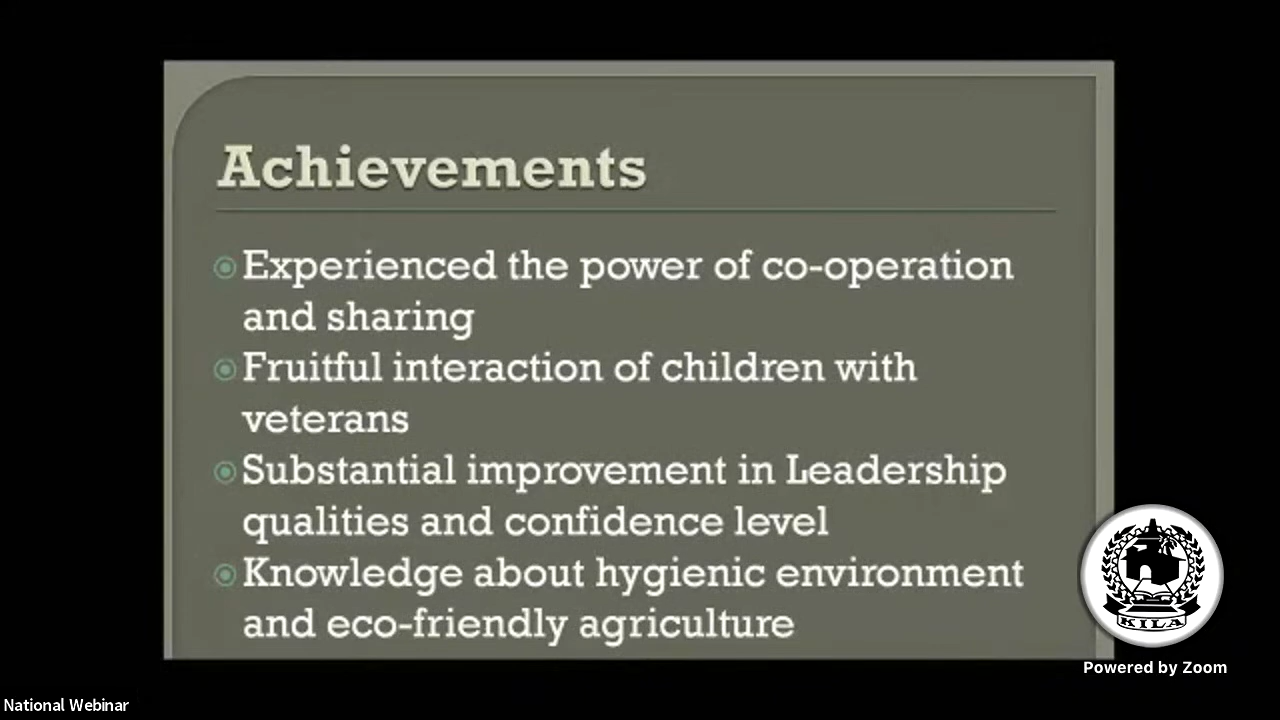 Achievements
Experienced the power of co-operation
and sharing
Fruitful interaction of children with
veterans
Substantial improvement in Leadership
qualities and confidence level
Knowledge about hygienic environment
and eco-friendly agriculture
KILA
Powered by Zoom
National Webinar